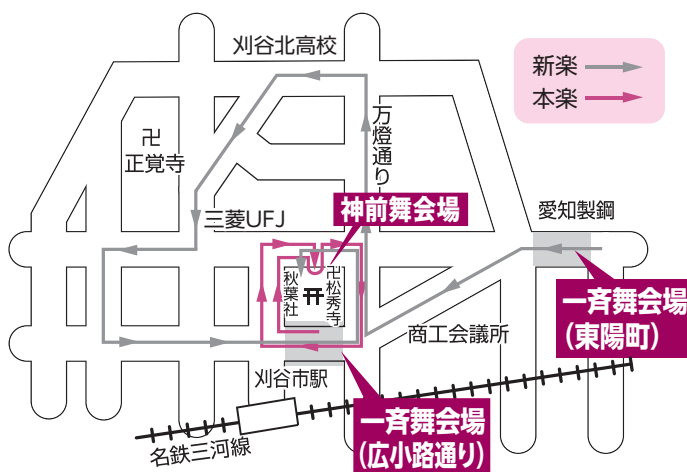 刈谷北高校
新楽
本楽
万燈通り
卍
正覚寺
三菱UFJ
神前舞会場
愛知製鋼
秋葉社
卍松秀寺
一斉舞会場
(東陽町)
商工会議所
刈谷市駅
一斉舞会場
(広小路通り)
名鉄三河線